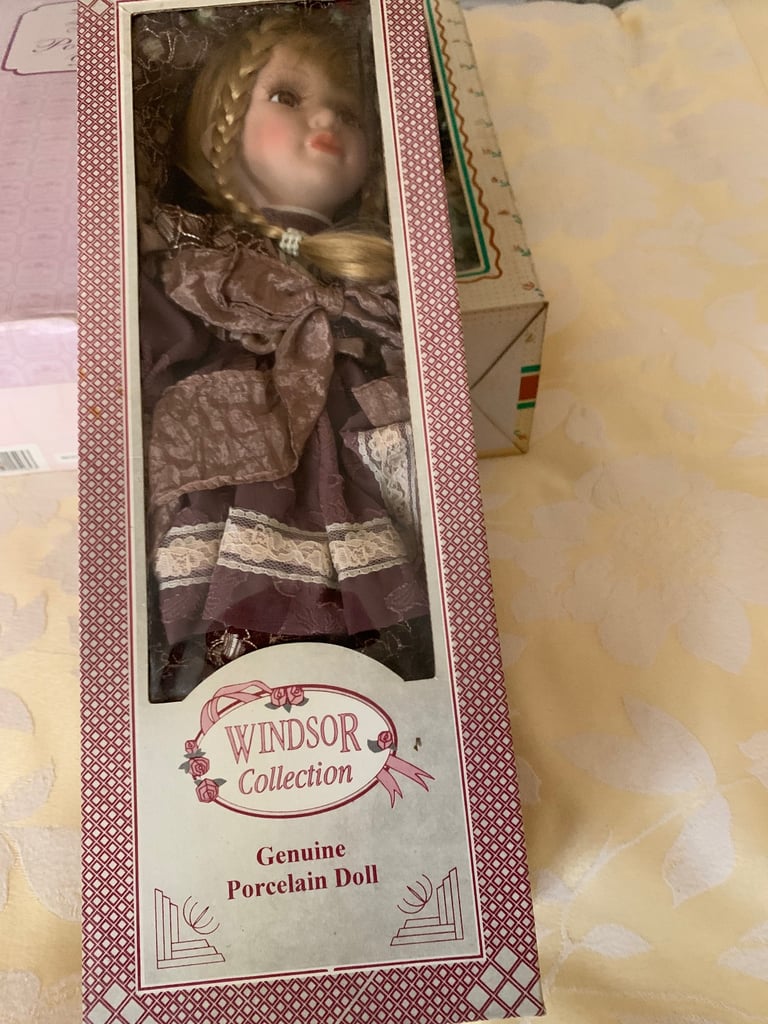 WINDSOR
Collection
Genuine
Porcelain Doll